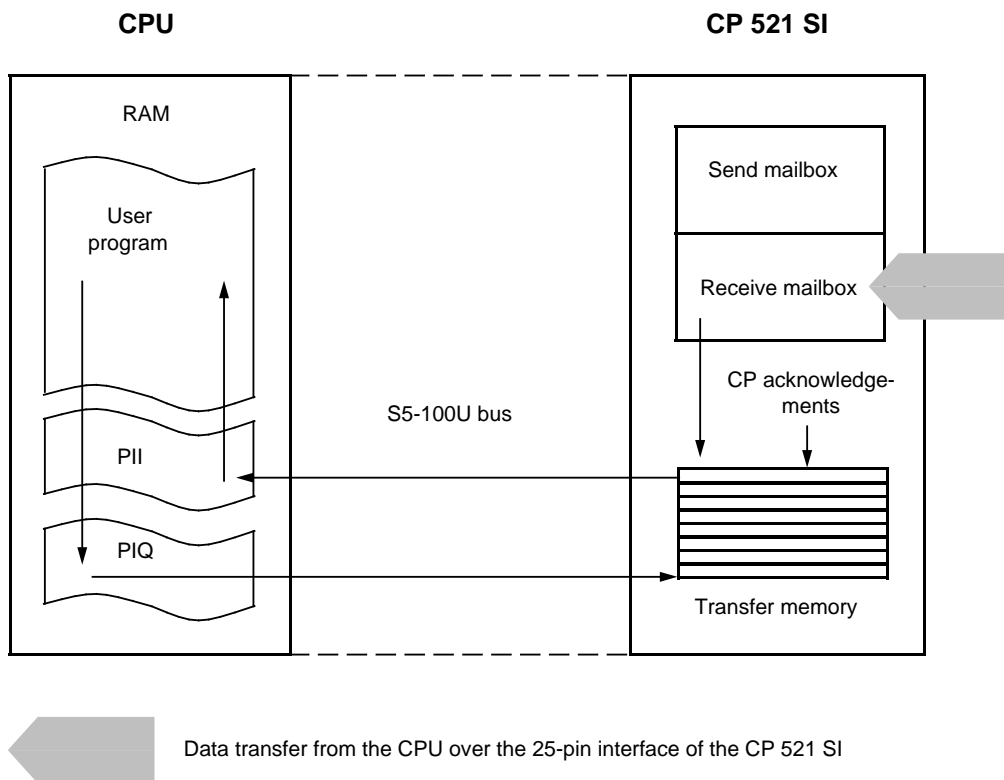 CPU
CP 521 SI
RAM
User
program
PII
PIQ
S5-100U bus
Send mailbox
Receive mailbox
CP acknowledge-
ments
Transfer memory
Data transfer from the CPU over the 25-pin interface of the CP 521 SI